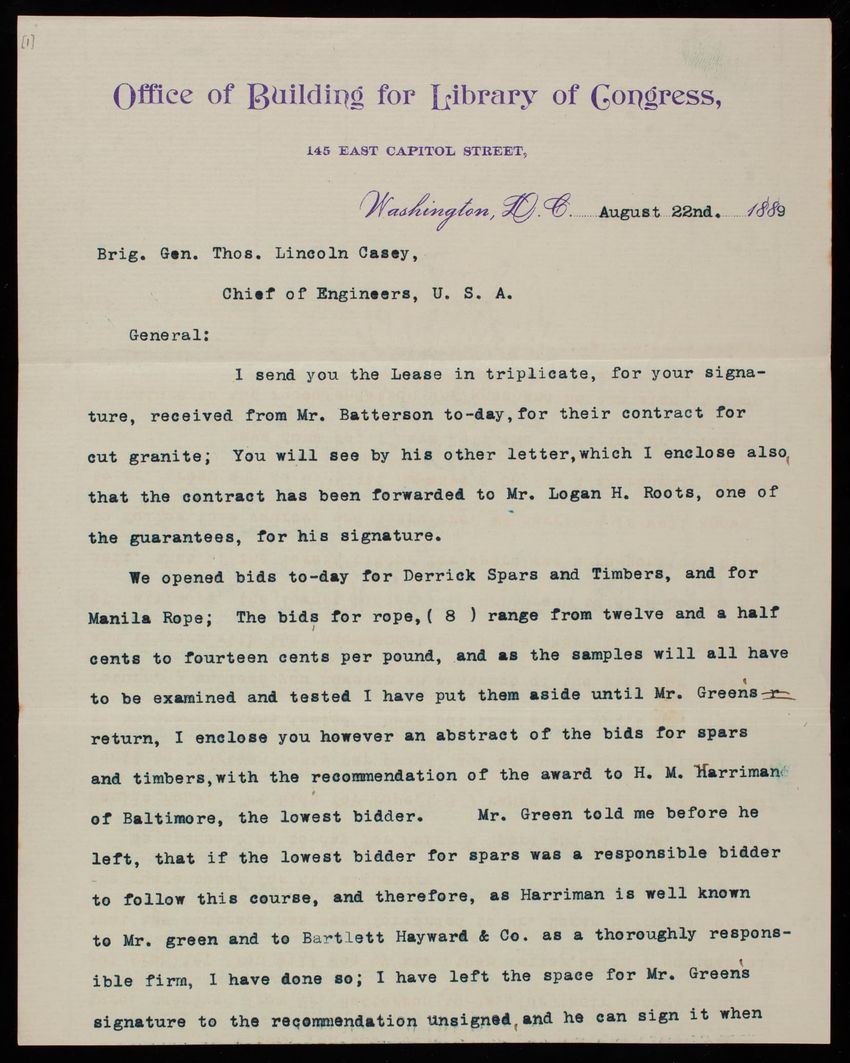 [1]
Office of Building for Library of Congress,
145 EAST CAPITOL STREET,
Washington, D. C. August 22nd. 1889
Brig. Gen. Thos. Lincoln Casey,
Chief of Engineers, U. S. A.
General:
I send you the Lease in triplicate, for your signa-
ture, received from Mr. Batterson to-day,for their contract for
cut granite; You will see by his other letter,which I enclose also,
that the contract has been forwarded to Mr. Logan H. Roots, one of
the guarantees, for his signature.
We opened bids to-day for Derrick Spars and Timbers, and for
Manila Rope; The bids for rope,( 8 ) range from twelve and a half
cents to fourteen cents per pound, and as the samples will all have
to be examined and tested I have put them aside until Mr. Green's r
return, I enclose you however an abstract of the bids for spars
and timbers,with the recommendation of the award to H. M. Harriman
of Baltimore, the lowest bidder. Mr. Green told me before he
left, that if the lowest bidder for spars was a responsible bidder
to follow this course, and therefore, as Harriman is well known
to Mr. green and to Bartlett Hayward & Co. as a thoroughly respons-
ible firm, I have done so; I have left the space for Mr. Green's
signature to the recommendation unsigned,and he can sign it when